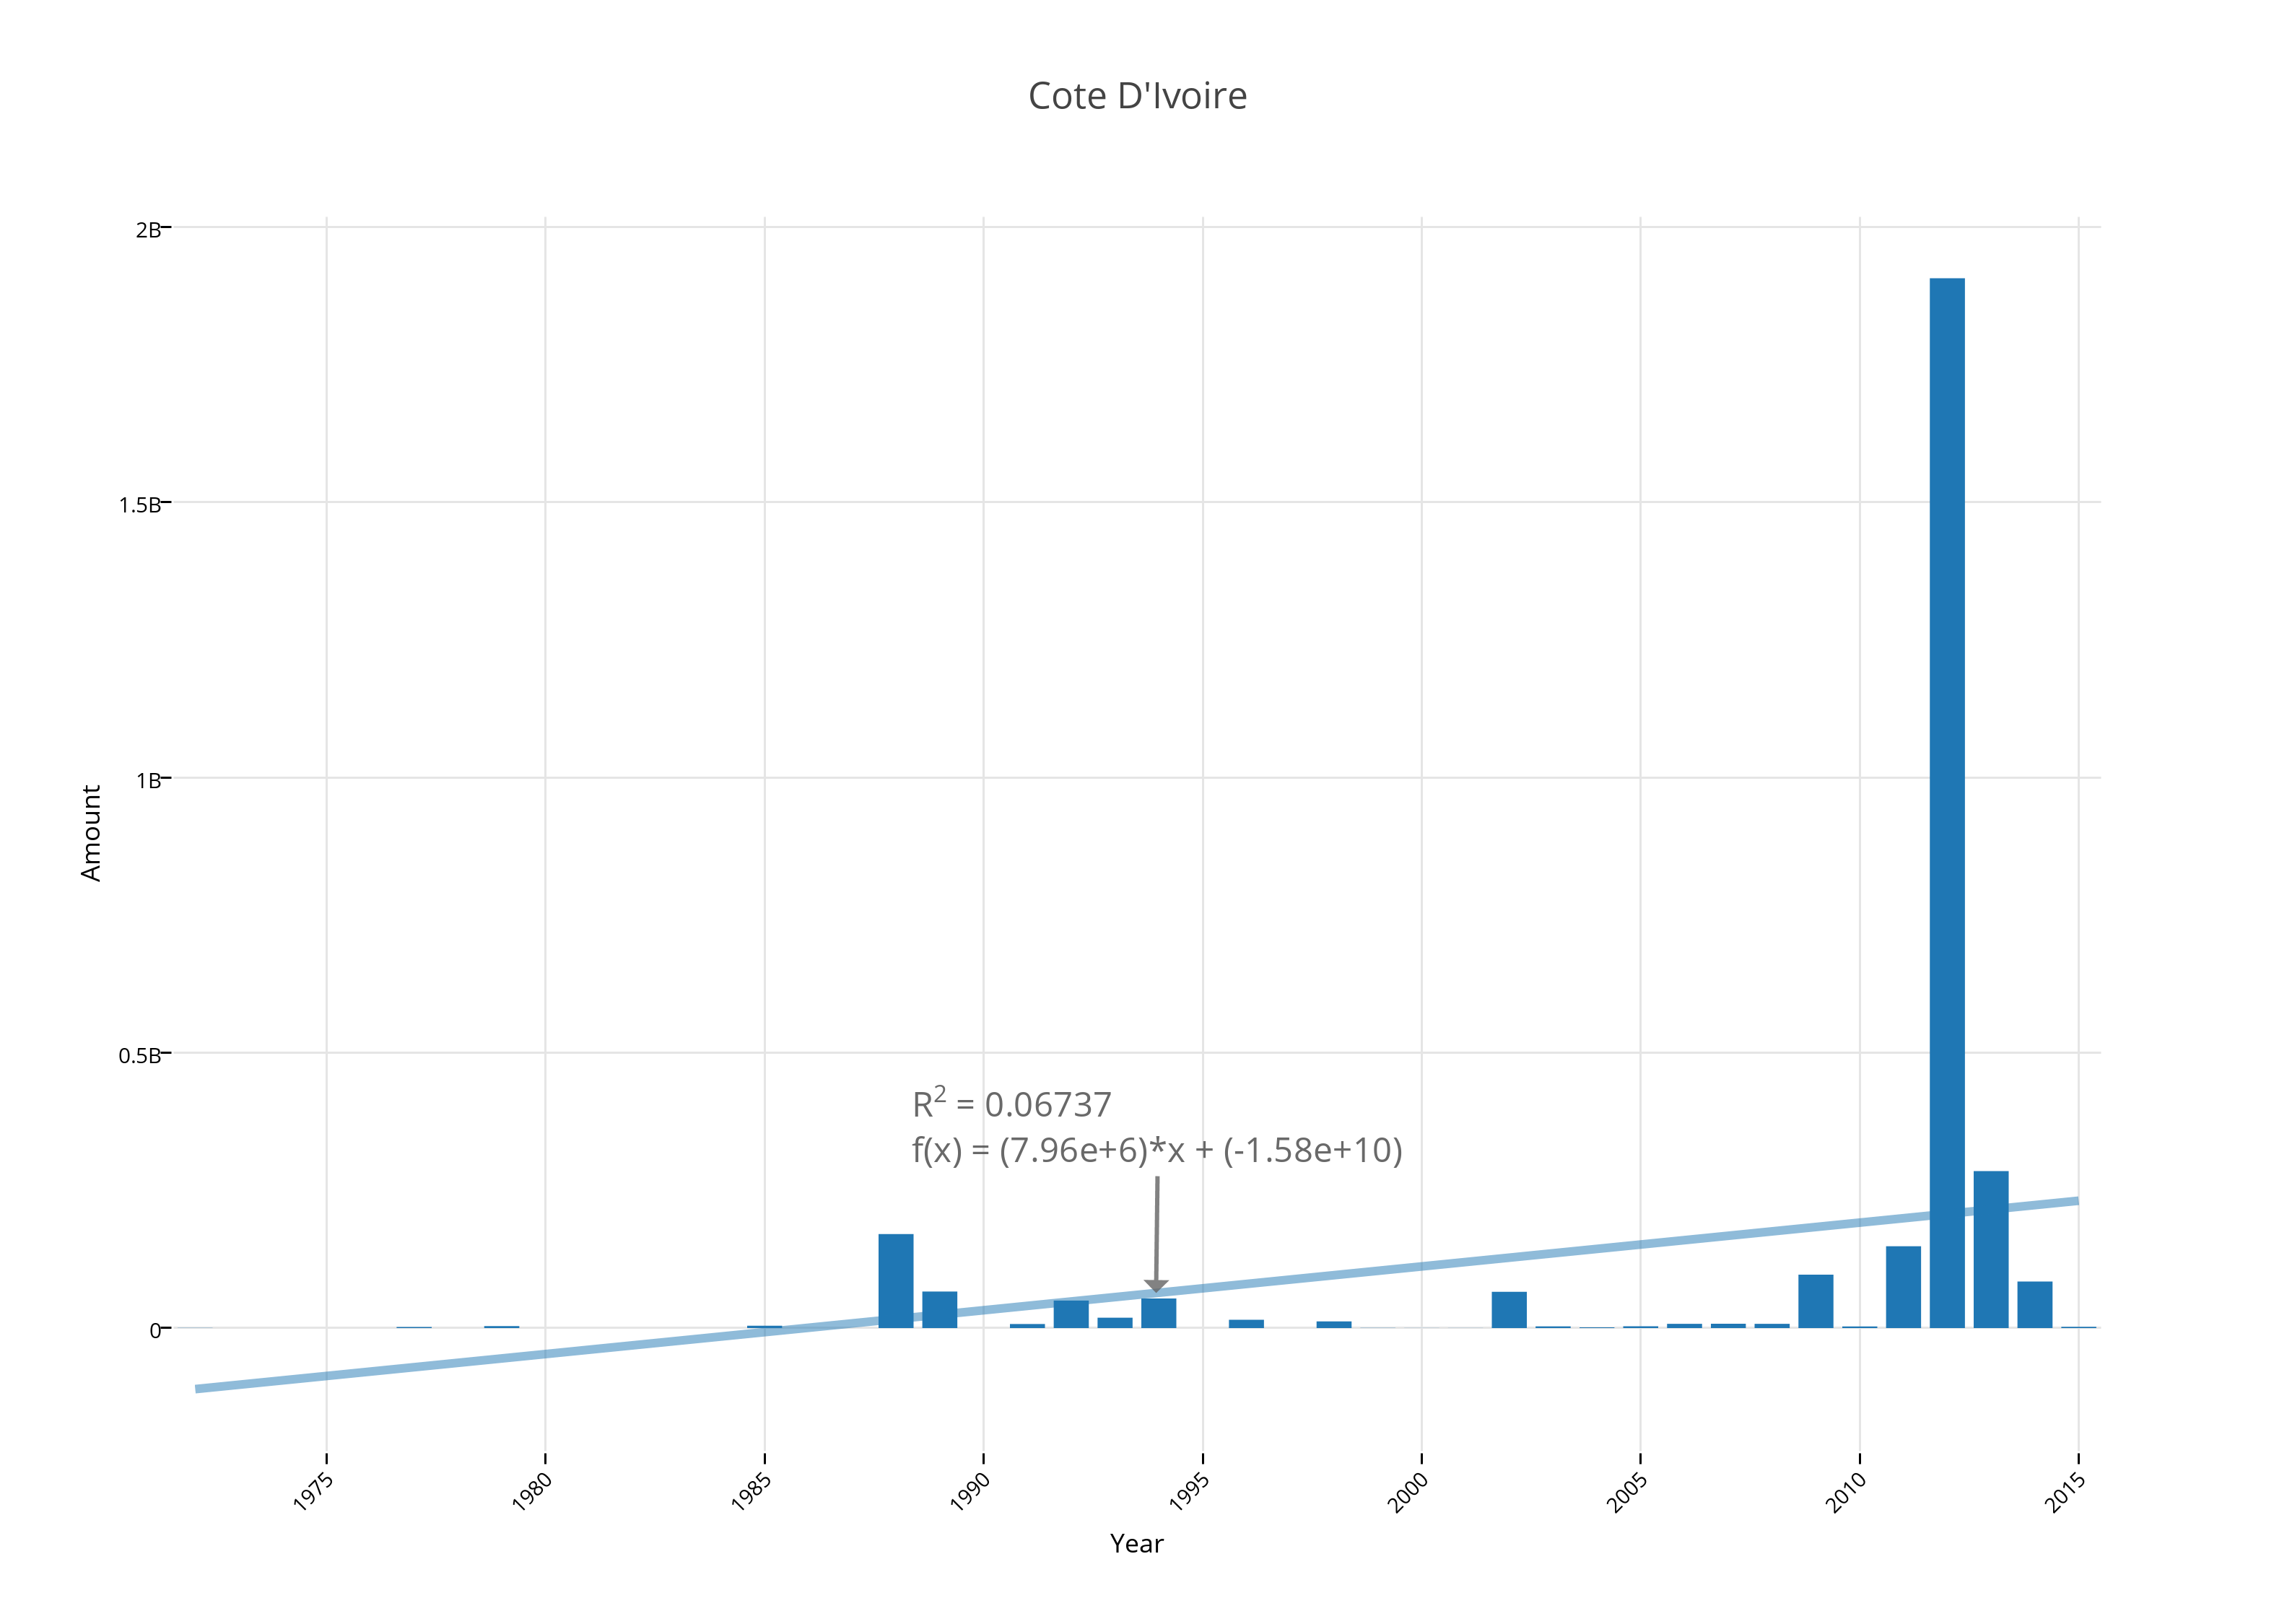 Cote D'Ivoire
2B
1.5B
1B
0.5B
0
Amount
R² = 0.06737
f(x) = (7.96e+6)*x + (-1.58e+10)
1975
1980
1985
1990
1995
2000
2005
2010
2015
Year